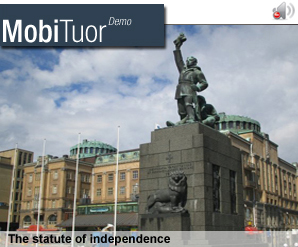 MobiTuor Demo
The statute of independence